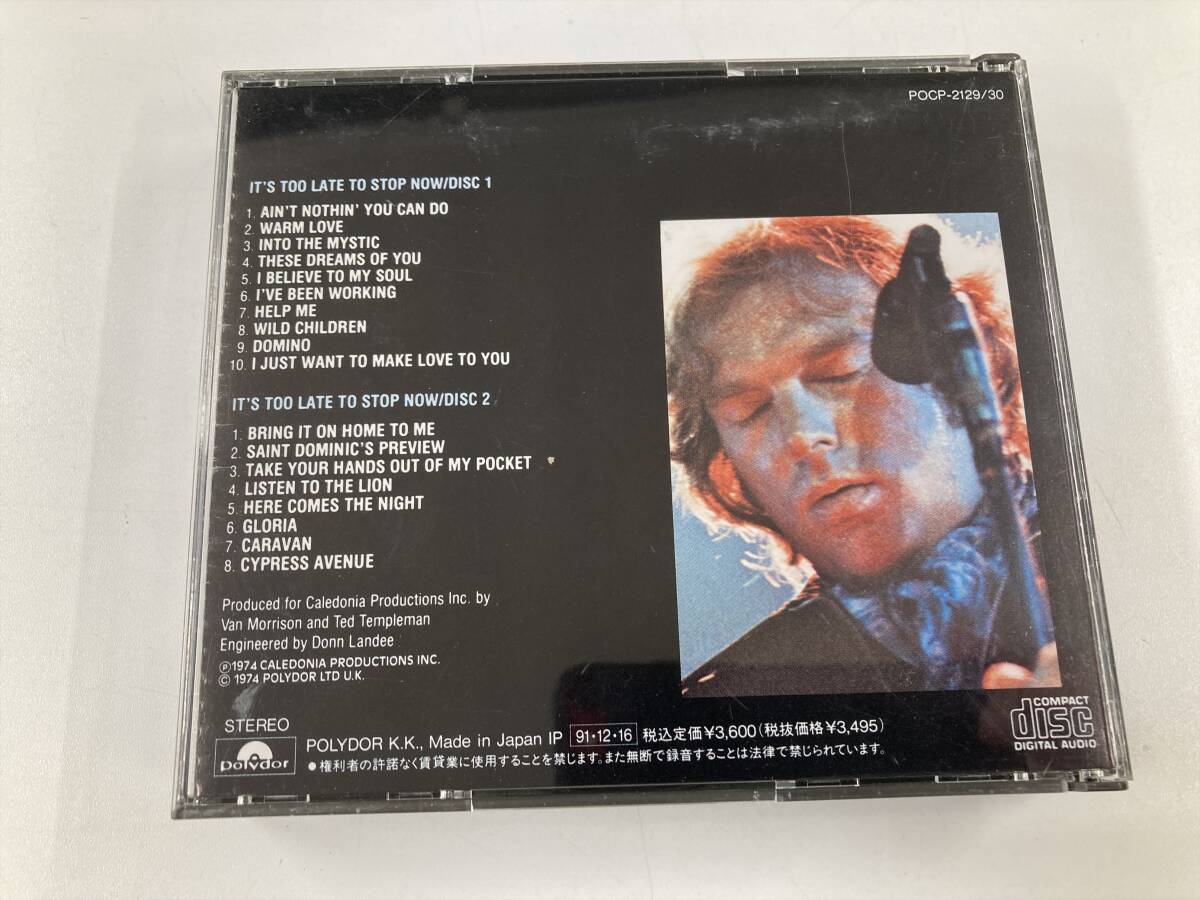 POCP-2129/30
IT'S TOO LATE TO STOP NOW/DISC 1
1. AIN'T NOTHIN' YOU CAN DO
2. WARM LOVE
3. INTO THE MYSTIC
4. THESE DREAMS OF YOU
5. I BELIEVE TO MY SOUL
6. I'VE BEEN WORKING
7. HELP ME
8. WILD CHILDREN
9. DOMINO
10. I JUST WANT TO MAKE LOVE TO YOU
IT'S TOO LATE TO STOP NOW/DISC 2
1. BRING IT ON HOME TO ME
2. SAINT DOMINIC'S PREVIEW
3. TAKE YOUR HANDS OUT OF MY POCKET
4. LISTEN TO THE LION
5. HERE COMES THE NIGHT
6. GLORIA
7. CARAVAN
8. CYPRESS AVENUE
Produced for Caledonia Productions Inc. by
Van Morrison and Ted Templeman
Engineered by Donn Landee
℗1974 CALEDONIA PRODUCTIONS INC.
© 1974 POLYDOR LTD U.K.
STEREO
polydor
POLYDOR K.K., Made in Japan IP 91・12・16 税込定価¥3,600(税抜価格¥3,495)
●権利者の許諾なく賃貸業に使用することを禁じます。また無断で録音することは法律で禁じられています。
COMPACT
disc
DIGITAL AUDIO